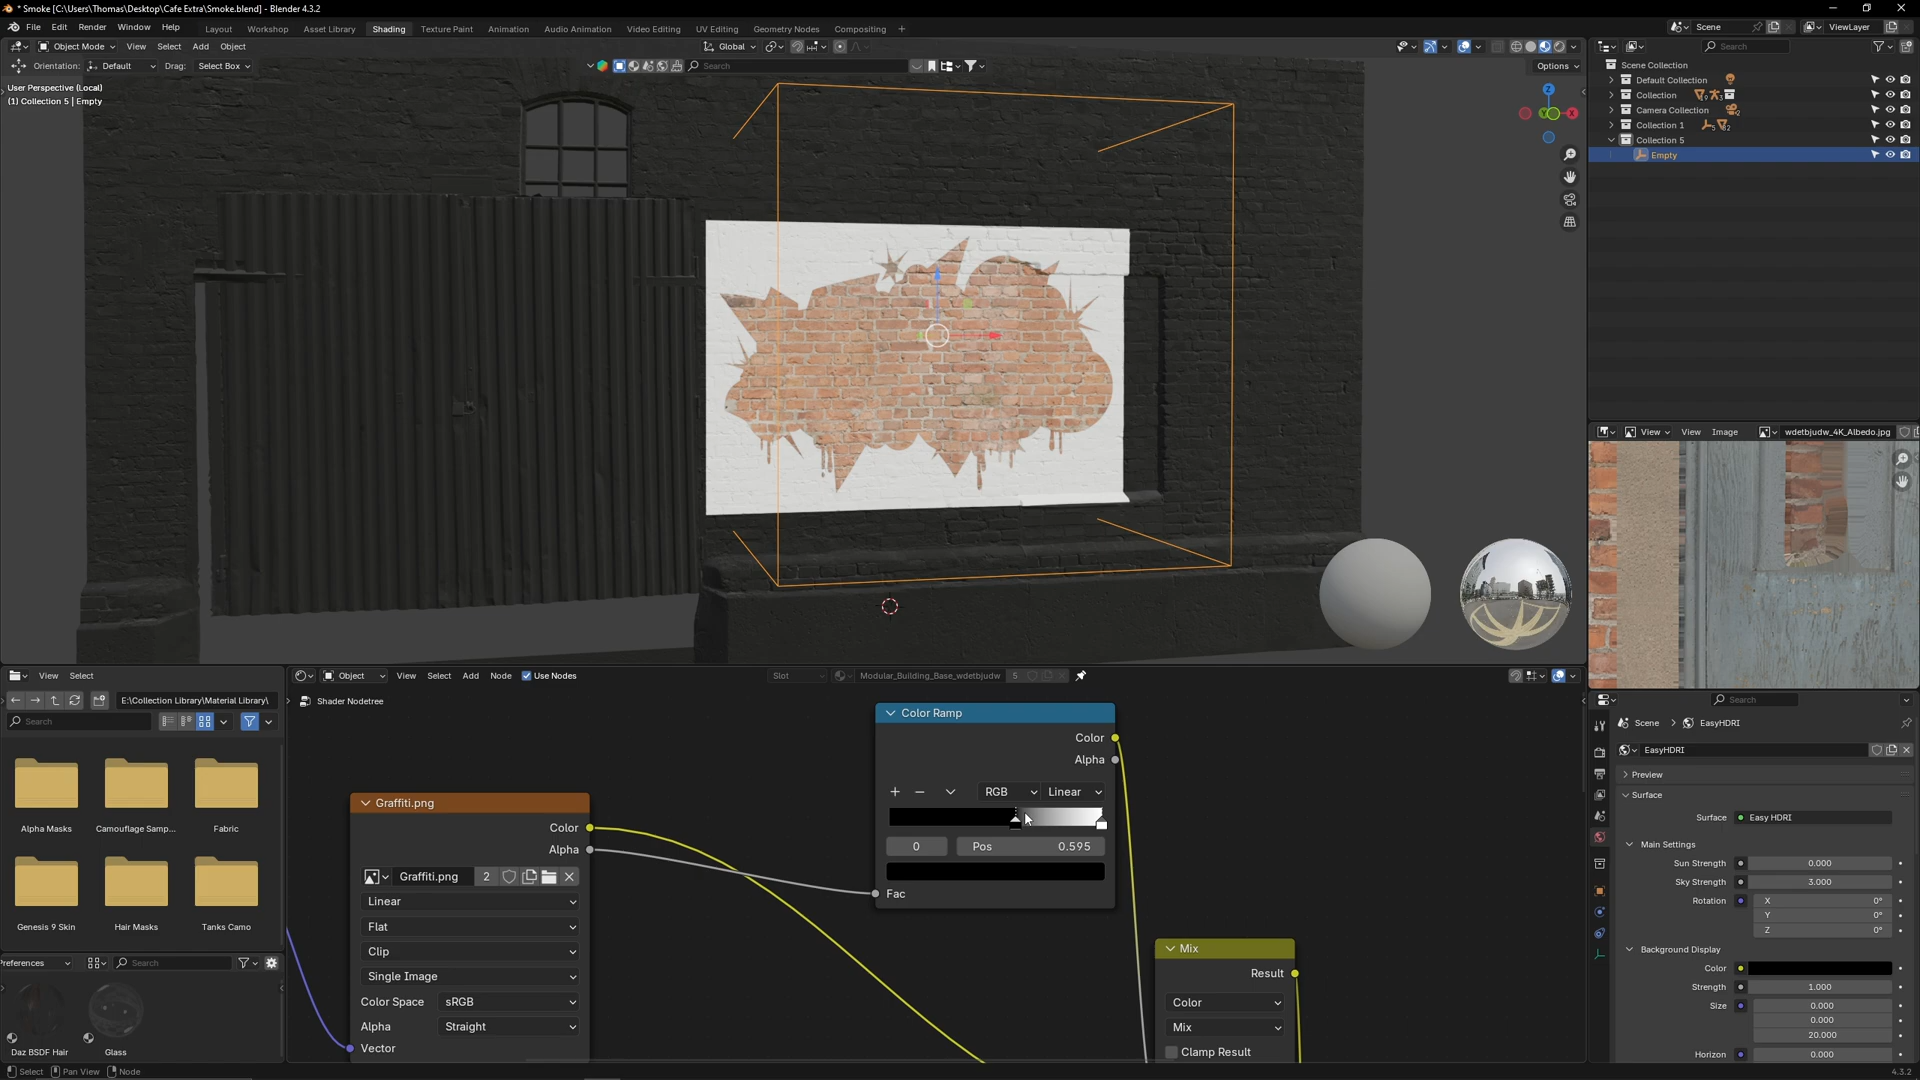 * Smoke [C:\Users\Thomas\Desktop\Cafe Extra\Smoke.blend] - Blender 4.3.2
File Edit Render Window Help Layout Workshop Asset Library Shading Texture Paint Animation Audio Animation Video Editing UV Editing Geometry Nodes Compositing + Scene ViewLayer
Object Mode View Select Add Object Global Search
Orientation: Default Drag: Select Box Search Options
User Perspective (Local)
(1) Collection 5 | Empty
Z
X
Scene Collection
Default Collection
Collection
Camera Collection
Collection 1
Collection 5
Empty
View View Image wdetbjudw_4K_Albedo.jpg
View Select
E:\Collection Library\Material Library\
Search
Alpha Masks Camouflage Samp... Fabric
Genesis 9 Skin Hair Masks Tanks Camo
Preferences Search
Daz BSDF Hair Glass
Object View Select Add Node Use Nodes Slot Modular_Building_Base_wdetbjudw 5
Shader Nodetree
Graffiti.png
Color
Alpha
Graffiti.png 2
Linear
Flat
Clip
Single Image
Color Space sRGB
Alpha Straight
Vector
Color Ramp
Color
Alpha
RGB Linear
0 Pos 0.595
Fac
Mix
Result
Color
Mix
Clamp Result
Search
Scene EasyHDRI
EasyHDRI
Preview
Surface
Surface Easy HDRI
Main Settings
Sun Strength 0.000
Sky Strength 3.000
Rotation X 0°
Y 0°
Z 0°
Background Display
Color
Strength 1.000
Size 0.000
0.000
20.000
Horizon 0.000
Select Pan View Node 4.3.2